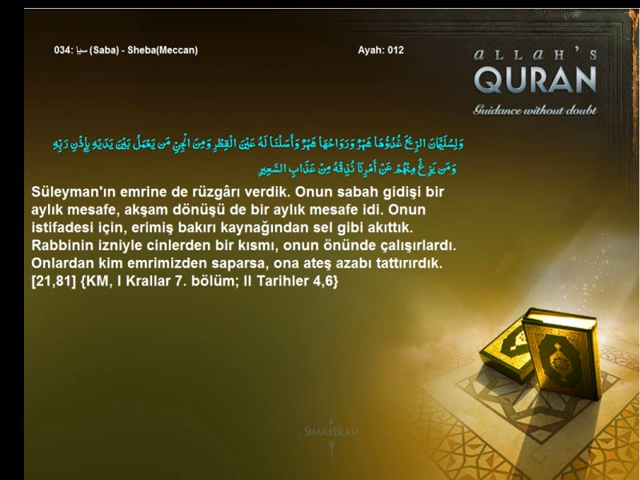 034: سبأ (Saba) - Sheba(Meccan)
Ayah: 012
ALLAH'S
QURAN
Guidance without doubt
وَلِسُلَيْمَانَ الرِّيحَ غُدُوُّهَا شَهْرٌ وَرَوَاحُهَا شَهْرٌ وَأَسَلْنَا لَهُ عَيْنَ الْقِطْرِ وَمِنَ الْجِنِّ مَن يَعْمَلُ بَيْنَ يَدَيْهِ بِإِذْنِ رَبِّهِ
وَمَن يَزِغْ مِنْهُمْ عَنْ أَمْرِنَا نُذِقْهُ مِنْ عَذَابِ السَّعِيرِ
Süleyman'ın emrine de rüzgârı verdik. Onun sabah gidişi bir
aylık mesafe, akşam dönüşü de bir aylık mesafe idi. Onun
istifadesi için, erimiş bakırı kaynağından sel gibi akıttık.
Rabbinin izniyle cinlerden bir kısmı, onun önünde çalışırlardı.
Onlardan kim emrimizden saparsa, ona ateş azabı tattırırdık.
[21,81] {KM, I Krallar 7. bölüm; II Tarihler 4,6}
SHAREISLAM